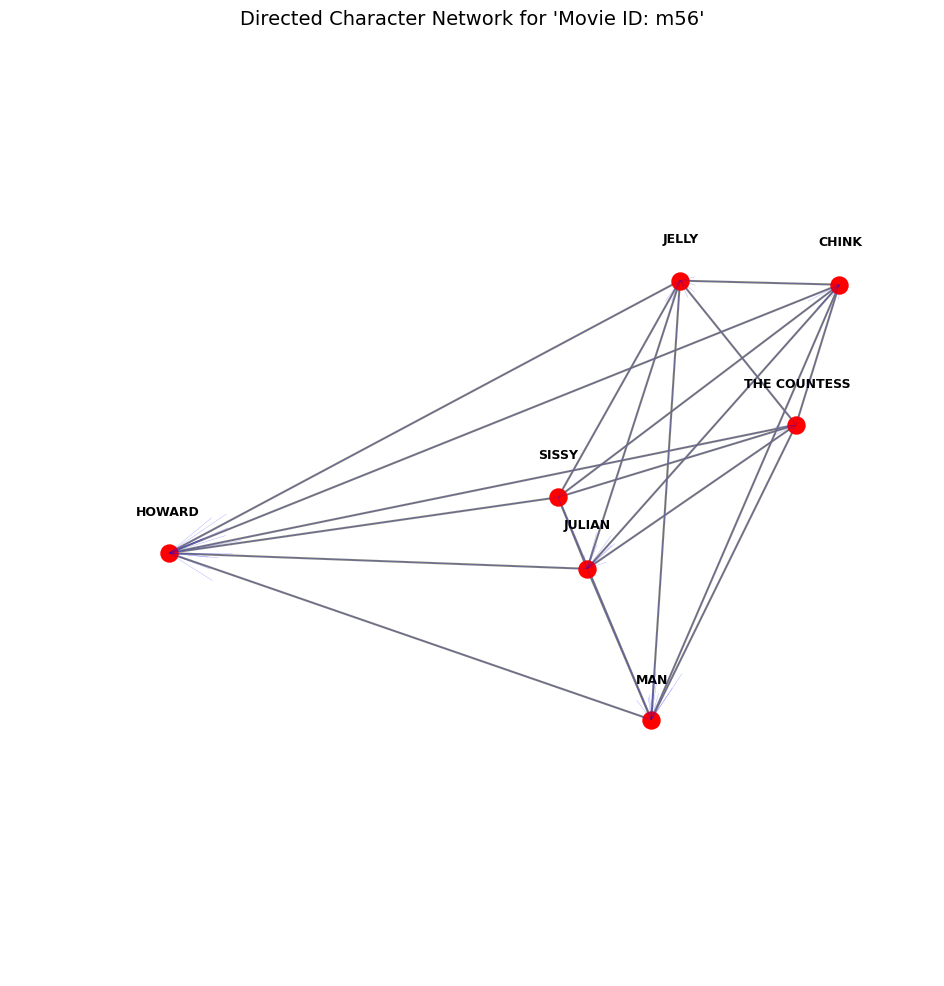 Directed Character Network for 'Movie ID: m56'
JELLY
CHINK
THE COUNTESS
SISSY
HOWARD
JULIAN
MAN